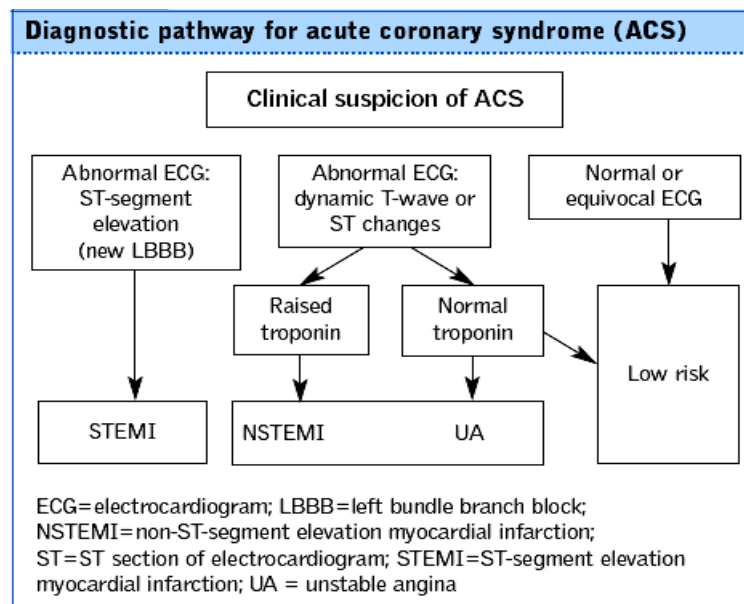 Diagnostic pathway for acute coronary syndrome (ACS)
Clinical suspicion of ACS
Abnormal ECG:
ST-segment
elevation
(new LBBB)
Abnormal ECG:
dynamic T-wave or
ST changes
Normal or
equivocal ECG
Raised
troponin
Normal
troponin
Low risk
STEMI
NSTEMI
UA
ECG=electrocardiogram; LBBB=left bundle branch block;
NSTEMI=non-ST-segment elevation myocardial infarction;
ST=ST section of electrocardiogram; STEMI=ST-segment elevation
myocardial infarction; UA = unstable angina